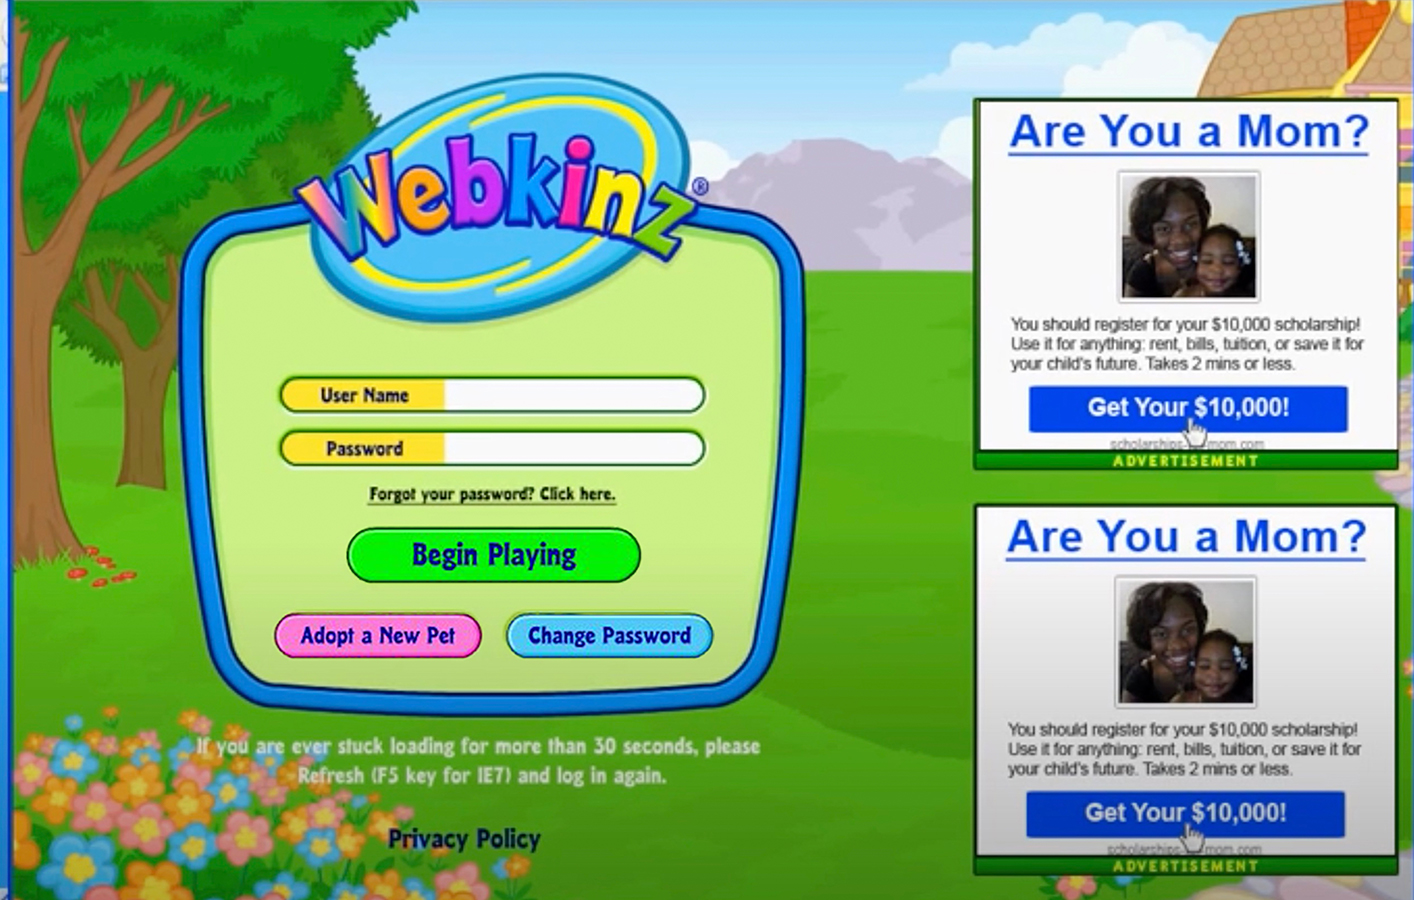 Webkinz®
User Name
Password
Forgot your password? Click here.
Begin Playing
Adopt a New Pet
Change Password
If you are ever stuck loading for more than 30 seconds, please
Refresh (F5 key for IE7) and log in again.
Privacy Policy
Are You a Mom?
You should register for your $10,000 scholarship!
Use it for anything: rent, bills, tuition, or save it for
your child's future. Takes 2 mins or less.
Get Your $10,000!
scholarships- mom.com
ADVERTISEMENT
Are You a Mom?
You should register for your $10,000 scholarship!
Use it for anything: rent, bills, tuition, or save it for
your child's future. Takes 2 mins or less.
Get Your $10,000!
scholarships- mom.com
ADVERTISEMENT